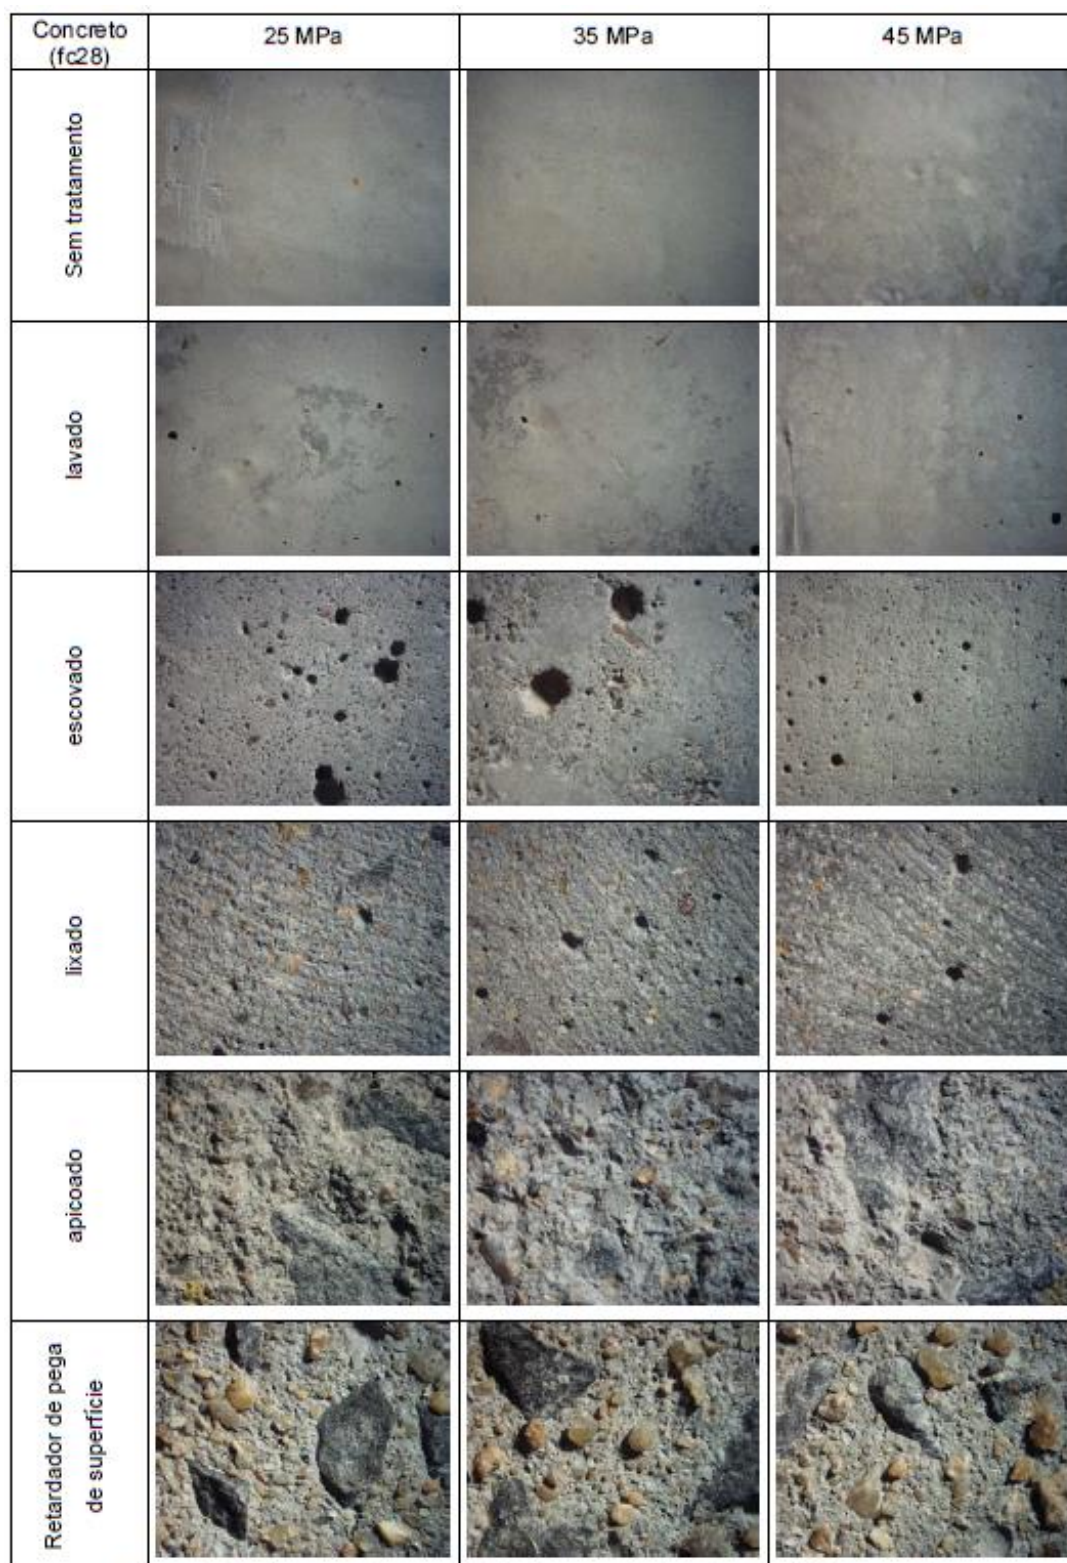 Concreto
(fc28)
25 MPa
35 MPa
45 MPa
Sem tratamento
lavado
escovado
lixado
apicoado
Retardador de pega
de superfície